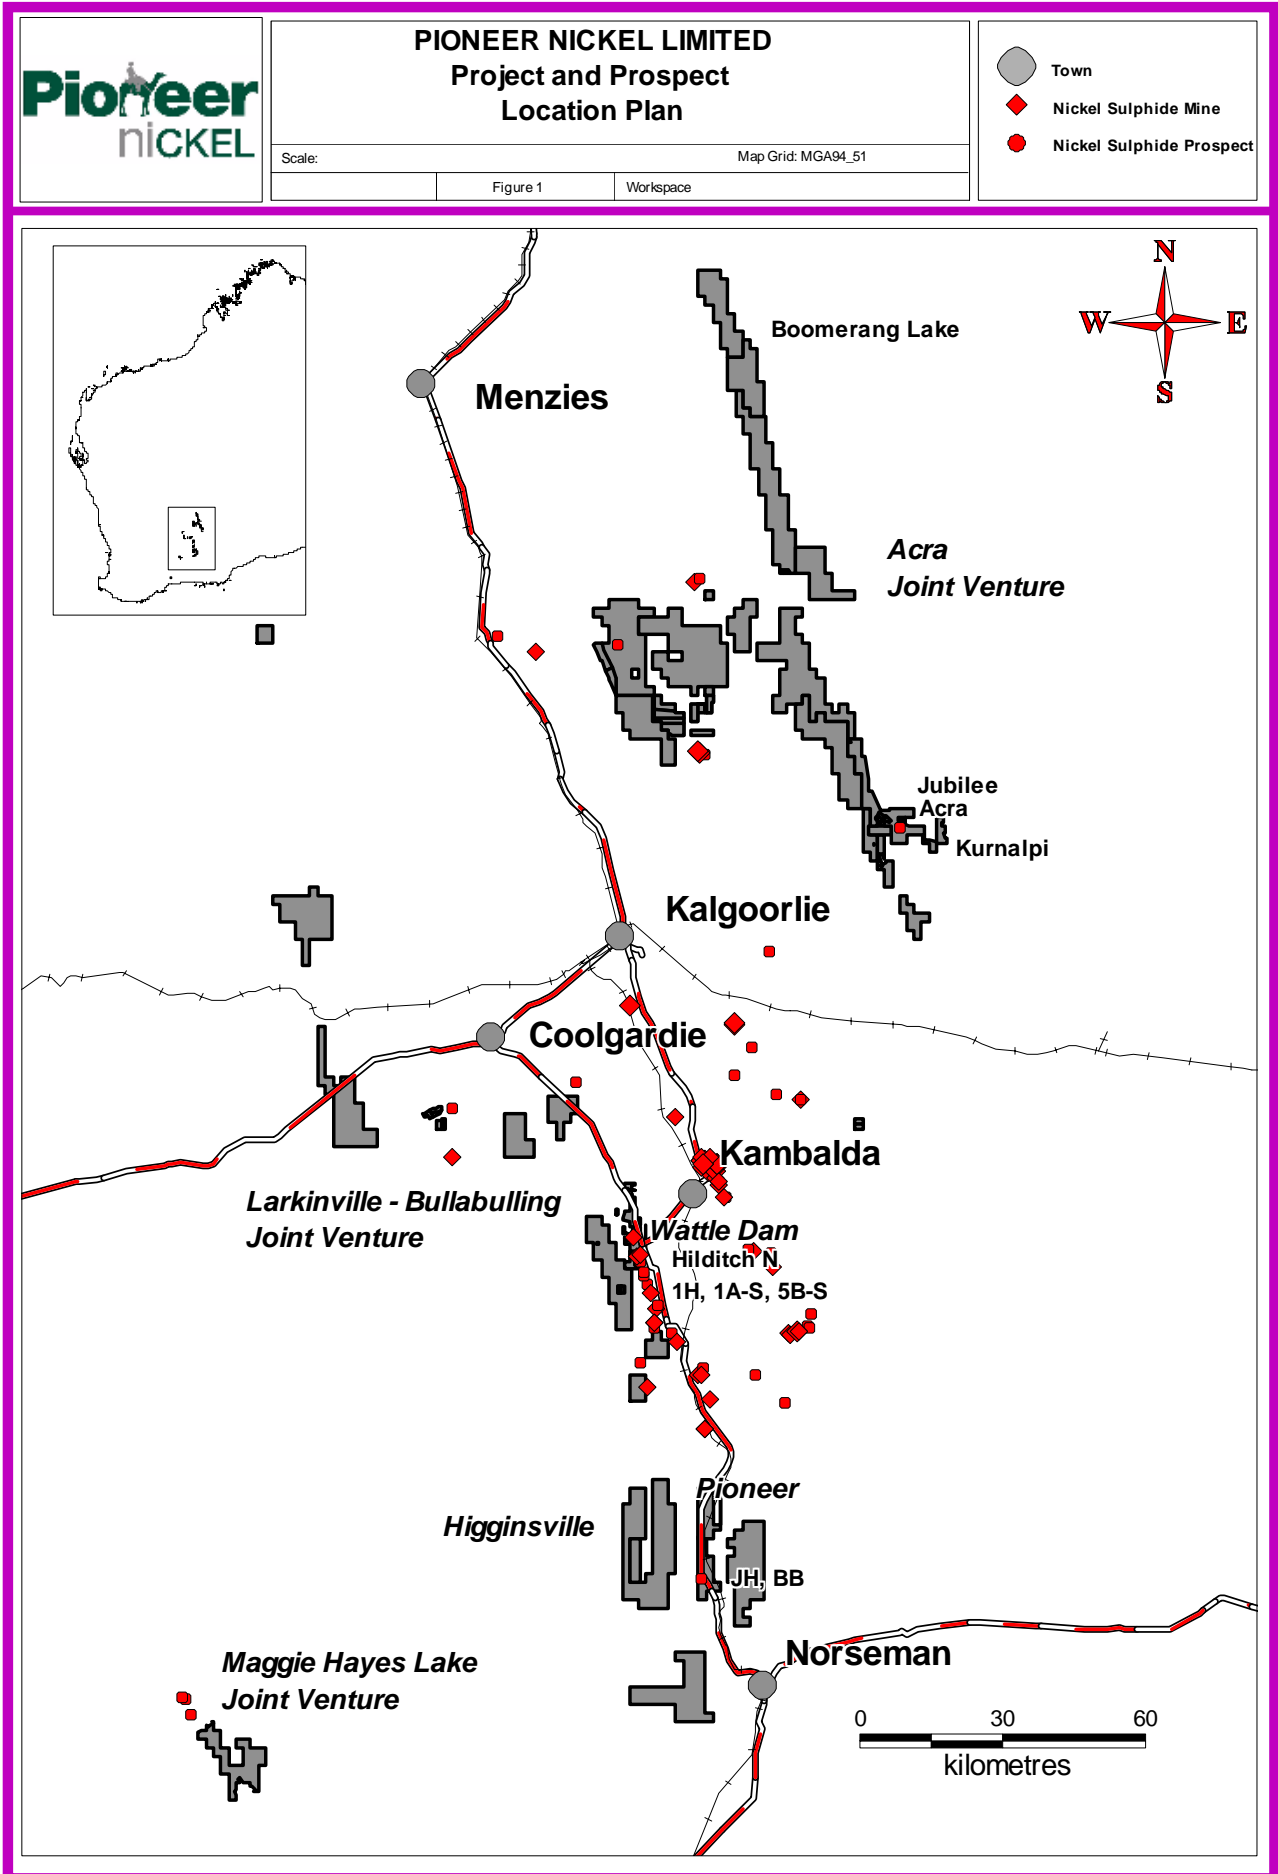 Pioneer
niCKEL
PIONEER NICKEL LIMITED
Project and Prospect
Location Plan
Scale:
Map Grid: MGA94_51
Figure 1
Workspace
Town
Nickel Sulphide Mine
Nickel Sulphide Prospect
N
W
E
S
Boomerang Lake
Menzies
Acra
Joint Venture
Jubilee
Acra
Kurnalpi
Kalgoorlie
Coolgardie
Kambalda
Larkinville - Bullabulling
Joint Venture
Wattle Dam
Hilditch N
1H, 1A-S, 5B-S
Pioneer
Higginsville
JH, BB
Norseman
Maggie Hayes Lake
Joint Venture
0 30 60
kilometres